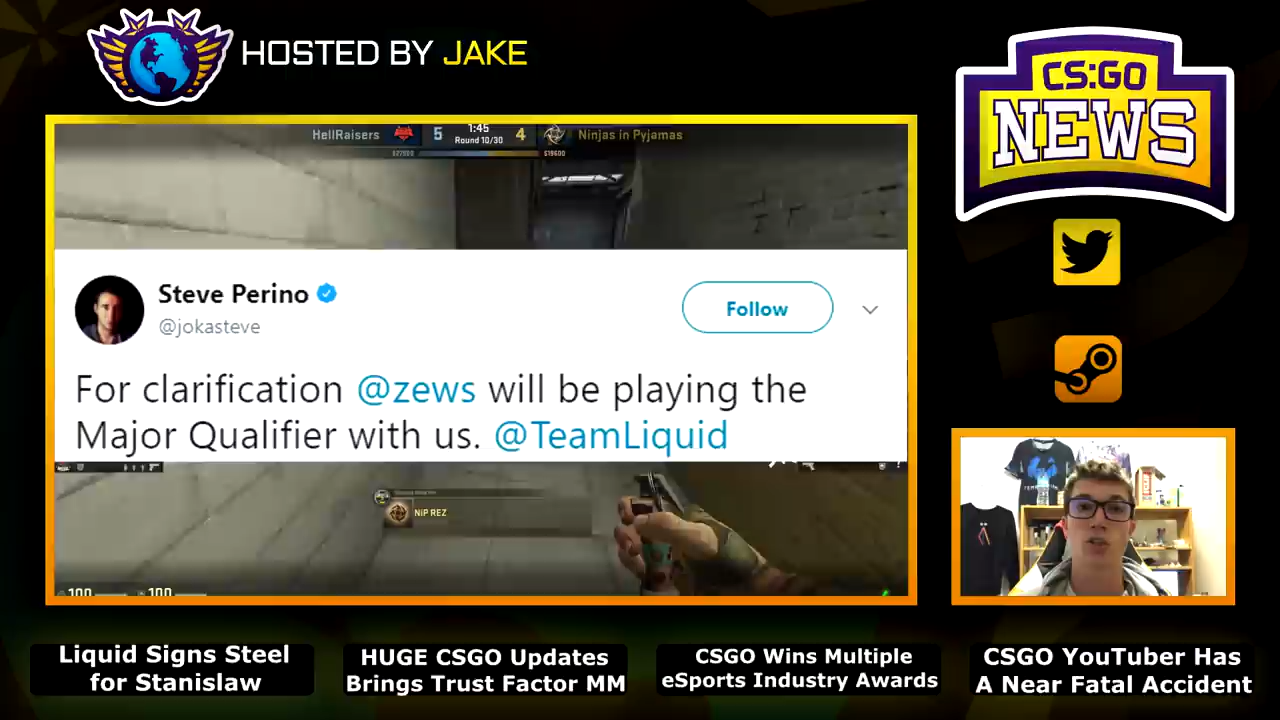 HOSTED BY JAKE
CS:GO
NEWS
HellRaisers 5 1:45 4 Ninjas in Pyjamas
Round 10/30
Steve Perino
@jokasteve
Follow
For clarification @zews will be playing the
Major Qualifier with us. @TeamLiquid
NiP REZ
100 100
Liquid Signs Steel
for Stanislaw
HUGE CSGO Updates
Brings Trust Factor MM
CSGO Wins Multiple
eSports Industry Awards
CSGO YouTuber Has
A Near Fatal Accident